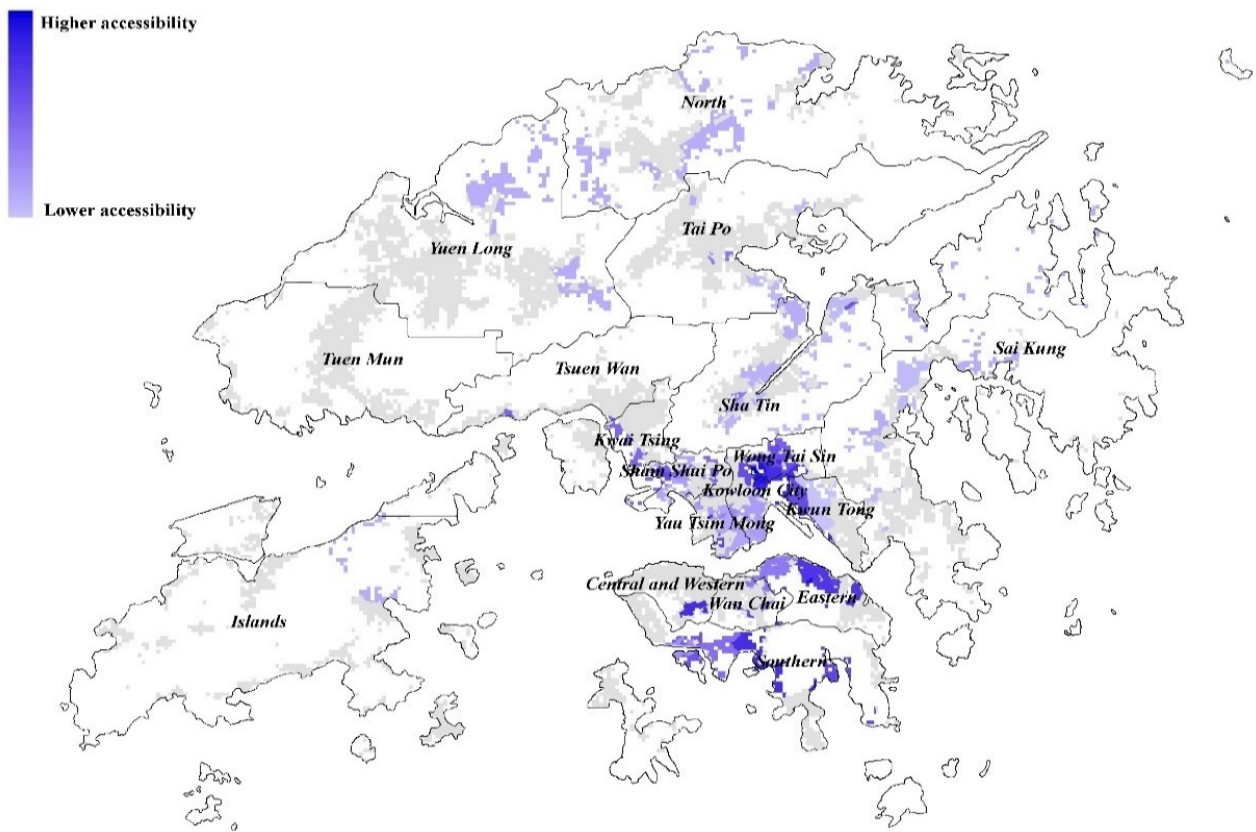 Higher accessibility
Lower accessibility
North
Tai Po
Yuen Long
Sai Kung
Tuen Mun
Tsuen Wan
Sha Tin
Kwai Tsing
Wong Tai Sin
Sham Shui Po
Kowloon City
Kwun Tong
Yau Tsim Mong
Central and Western
Wan Chai
Eastern
Islands
Southern